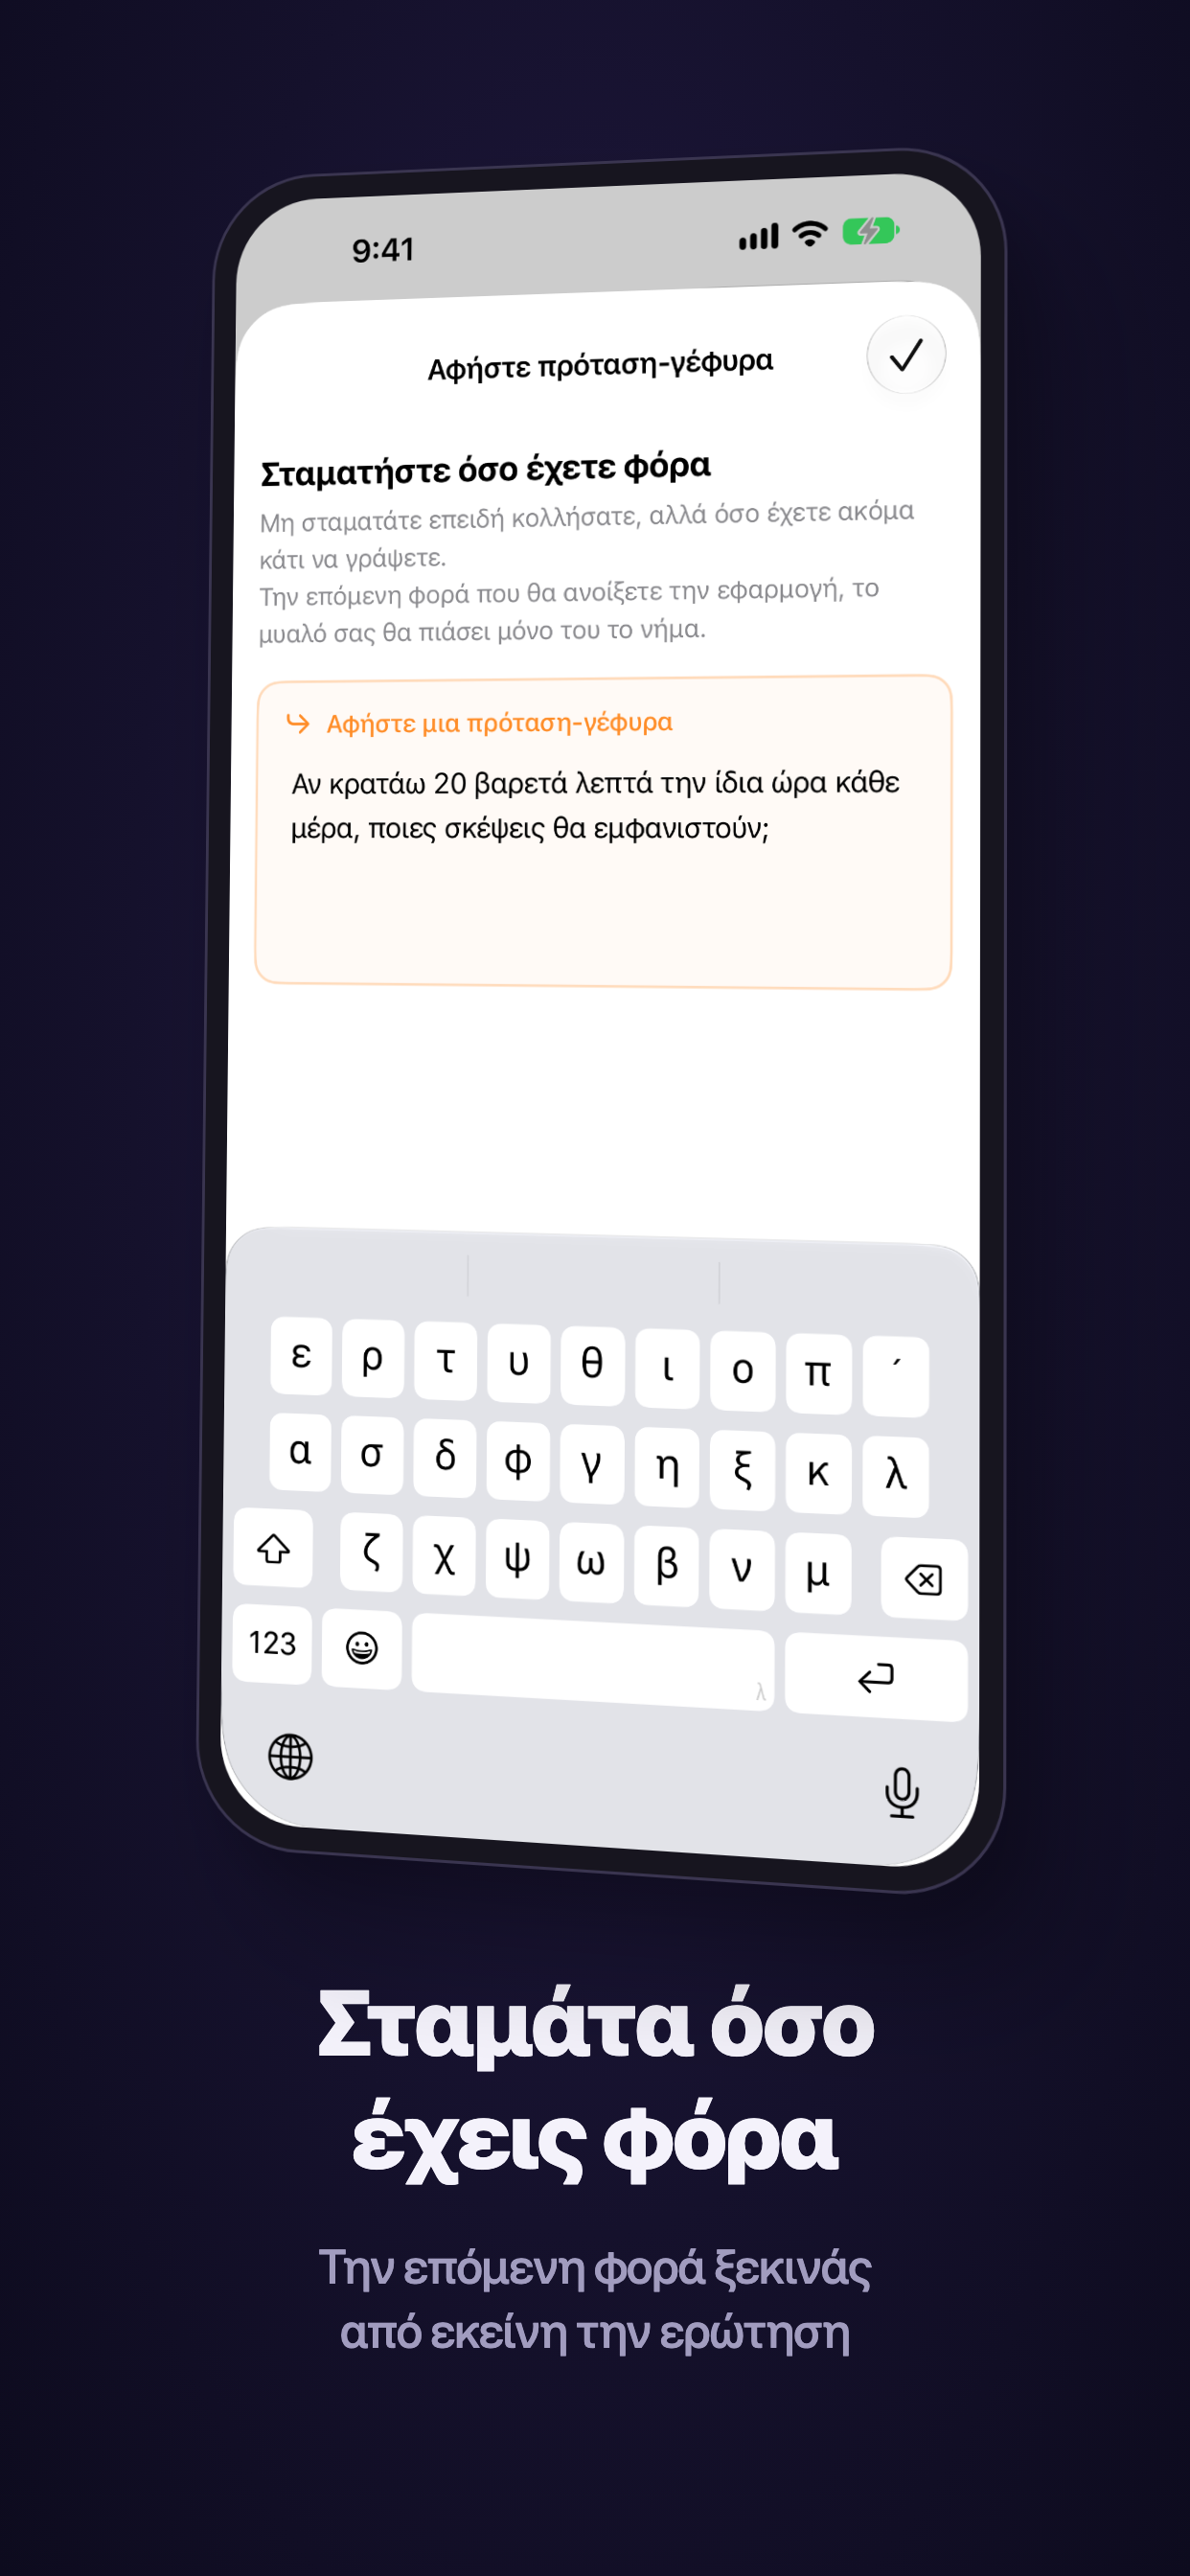 9:41
Αφήστε πρόταση-γέφυρα
Σταματήστε όσο έχετε φόρα
Μη σταματάτε επειδή κολλήσατε, αλλά όσο έχετε ακόμα
κάτι να γράψετε.
Την επόμενη φορά που θα ανοίξετε την εφαρμογή, το
μυαλό σας θα πιάσει μόνο του το νήμα.
Αφήστε μια πρόταση-γέφυρα
Αν κρατάω 20 βαρετά λεπτά την ίδια ώρα κάθε
μέρα, ποιες σκέψεις θα εμφανιστούν;
ε ρ τ υ θ ι ο π ΄
α σ δ φ γ η ξ κ λ
ζ χ ψ ω β ν μ
123
λ
Σταμάτα όσο
έχεις φόρα
Την επόμενη φορά ξεκινάς
από εκείνη την ερώτηση